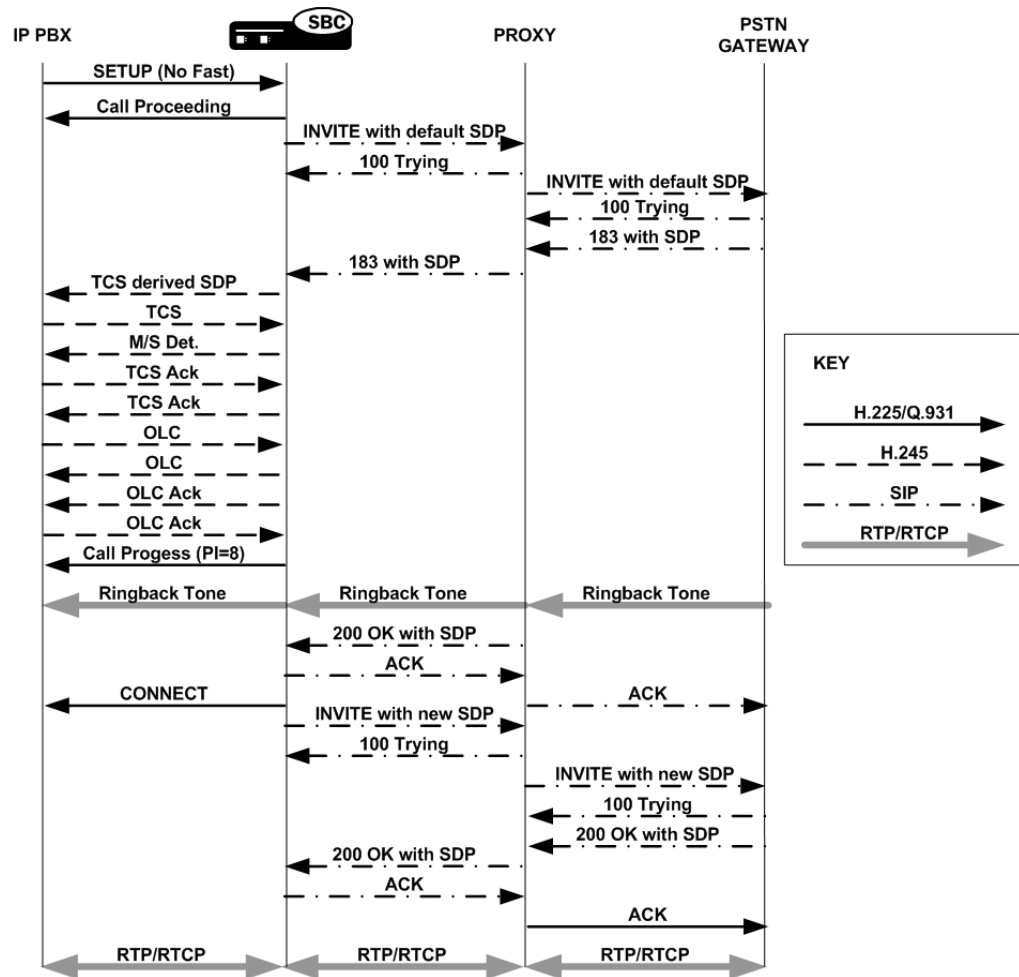 SBC
IP PBX
PROXY
PSTN
GATEWAY
SETUP (No Fast)
Call Proceeding
INVITE with default SDP
100 Trying
INVITE with default SDP
100 Trying
183 with SDP
183 with SDP
TCS derived SDP
TCS
M/S Det.
TCS Ack
TCS Ack
OLC
OLC
OLC Ack
OLC Ack
Call Progess (PI=8)
Ringback Tone
Ringback Tone
Ringback Tone
200 OK with SDP
ACK
CONNECT
ACK
INVITE with new SDP
100 Trying
INVITE with new SDP
100 Trying
200 OK with SDP
200 OK with SDP
ACK
ACK
RTP/RTCP
RTP/RTCP
RTP/RTCP
KEY
H.225/Q.931
H.245
SIP
RTP/RTCP